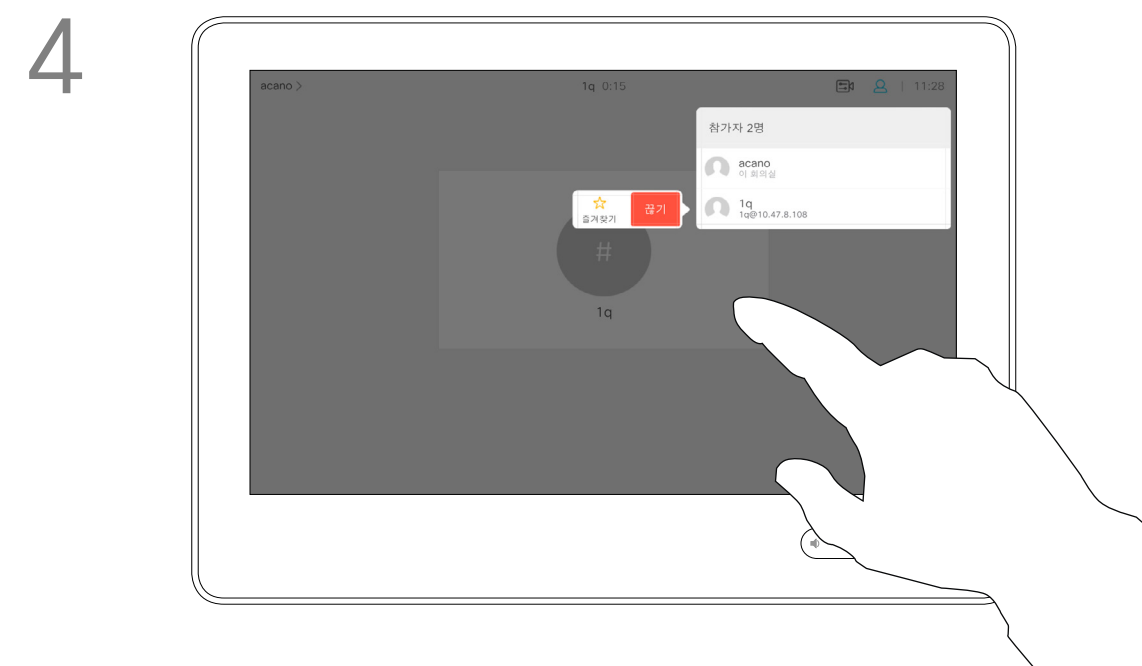 4
acano >
1q 0:15
11:28
참가자 2명
acano
이 회의실
즐겨찾기
끊기
1q
1q@10.47.8.108
#
1q